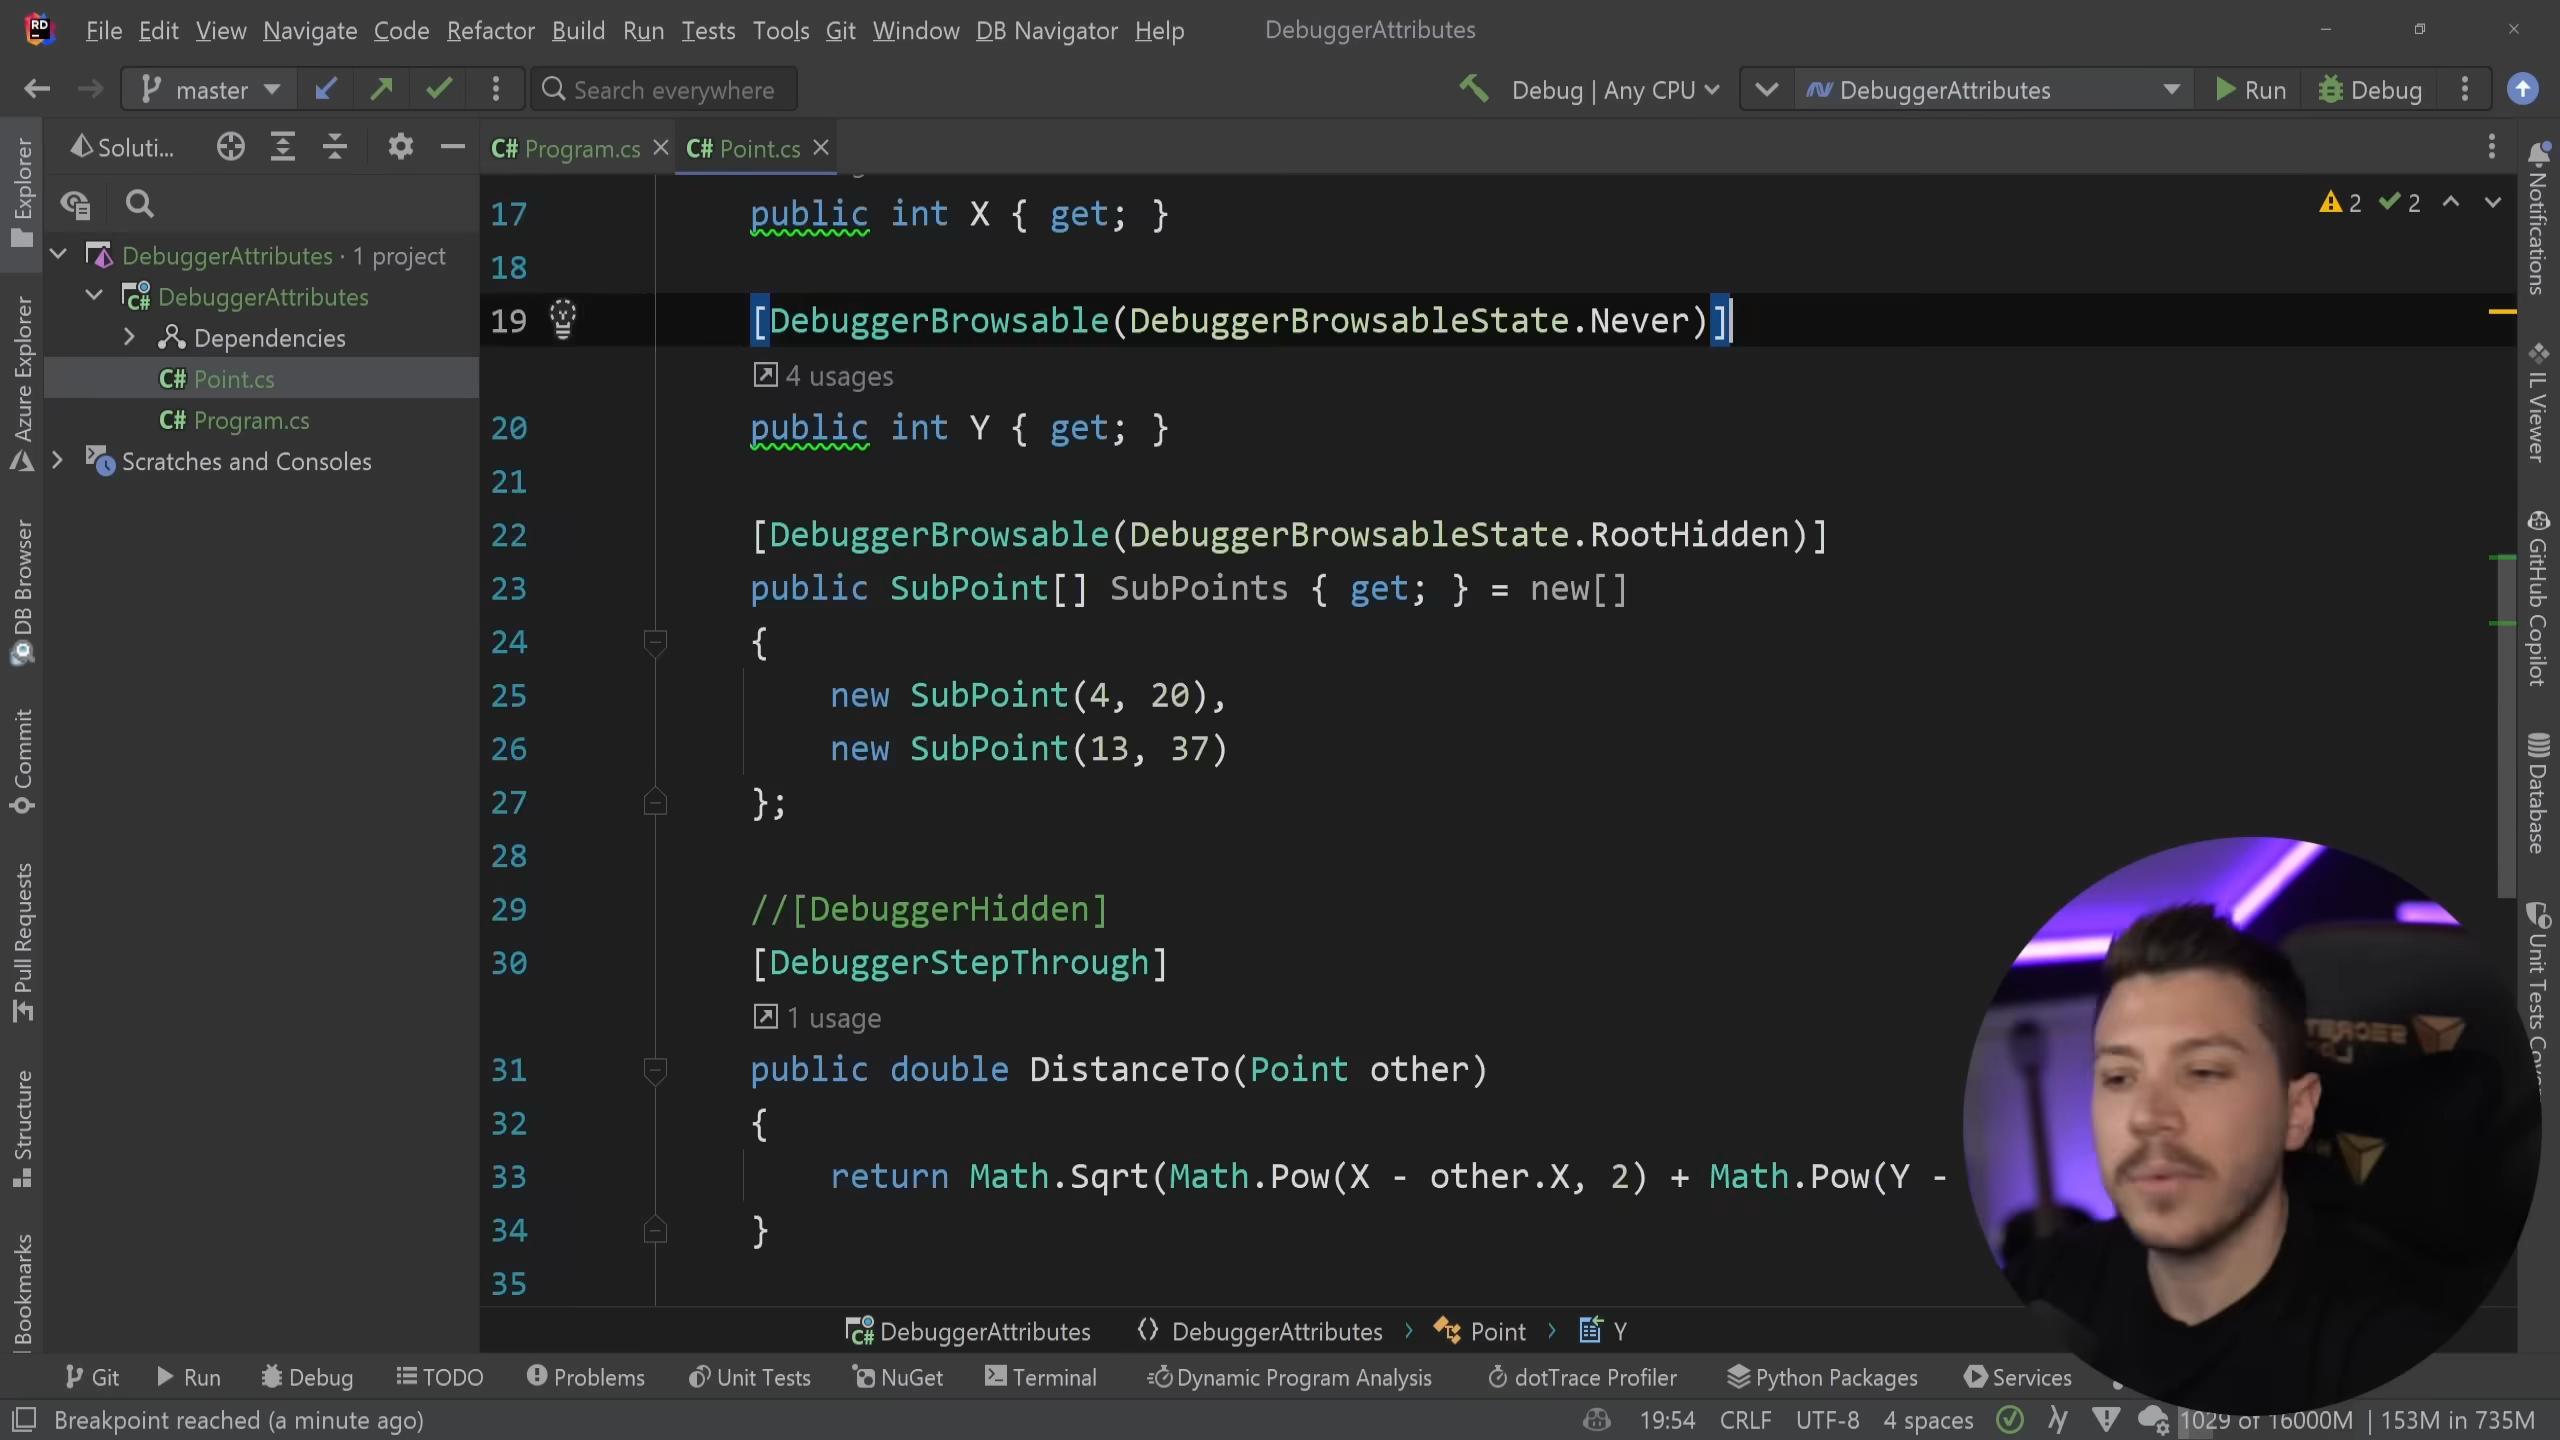 RD File Edit View Navigate Code Refactor Build Run Tests Tools Git Window DB Navigator Help DebuggerAttributes
master Search everywhere Debug | Any CPU DebuggerAttributes Run Debug
Soluti... C# Program.cs C# Point.cs
DebuggerAttributes · 1 project
DebuggerAttributes
Dependencies
C# Point.cs
C# Program.cs
Scratches and Consoles
Explorer
Azure Explorer
DB Browser
Commit
Pull Requests
Structure
Bookmarks
2 2
17 public int X { get; }
18
19 [DebuggerBrowsable(DebuggerBrowsableState.Never)]
4 usages
20 public int Y { get; }
21
22 [DebuggerBrowsable(DebuggerBrowsableState.RootHidden)]
23 public SubPoint[] SubPoints { get; } = new[]
24 {
25 new SubPoint(4, 20),
26 new SubPoint(13, 37)
27 };
28
29 //[DebuggerHidden]
30 [DebuggerStepThrough]
1 usage
31 public double DistanceTo(Point other)
32 {
33 return Math.Sqrt(Math.Pow(X - other.X, 2) + Math.Pow(Y -
34 }
35
Notifications
IL Viewer
GitHub Copilot
Database
Unit Tests
DebuggerAttributes DebuggerAttributes › Point › Y
Git Run Debug TODO Problems Unit Tests NuGet Terminal Dynamic Program Analysis dotTrace Profiler Python Packages Services
Breakpoint reached (a minute ago) 19:54 CRLF UTF-8 4 spaces 1029 of 16000M | 153M in 735M